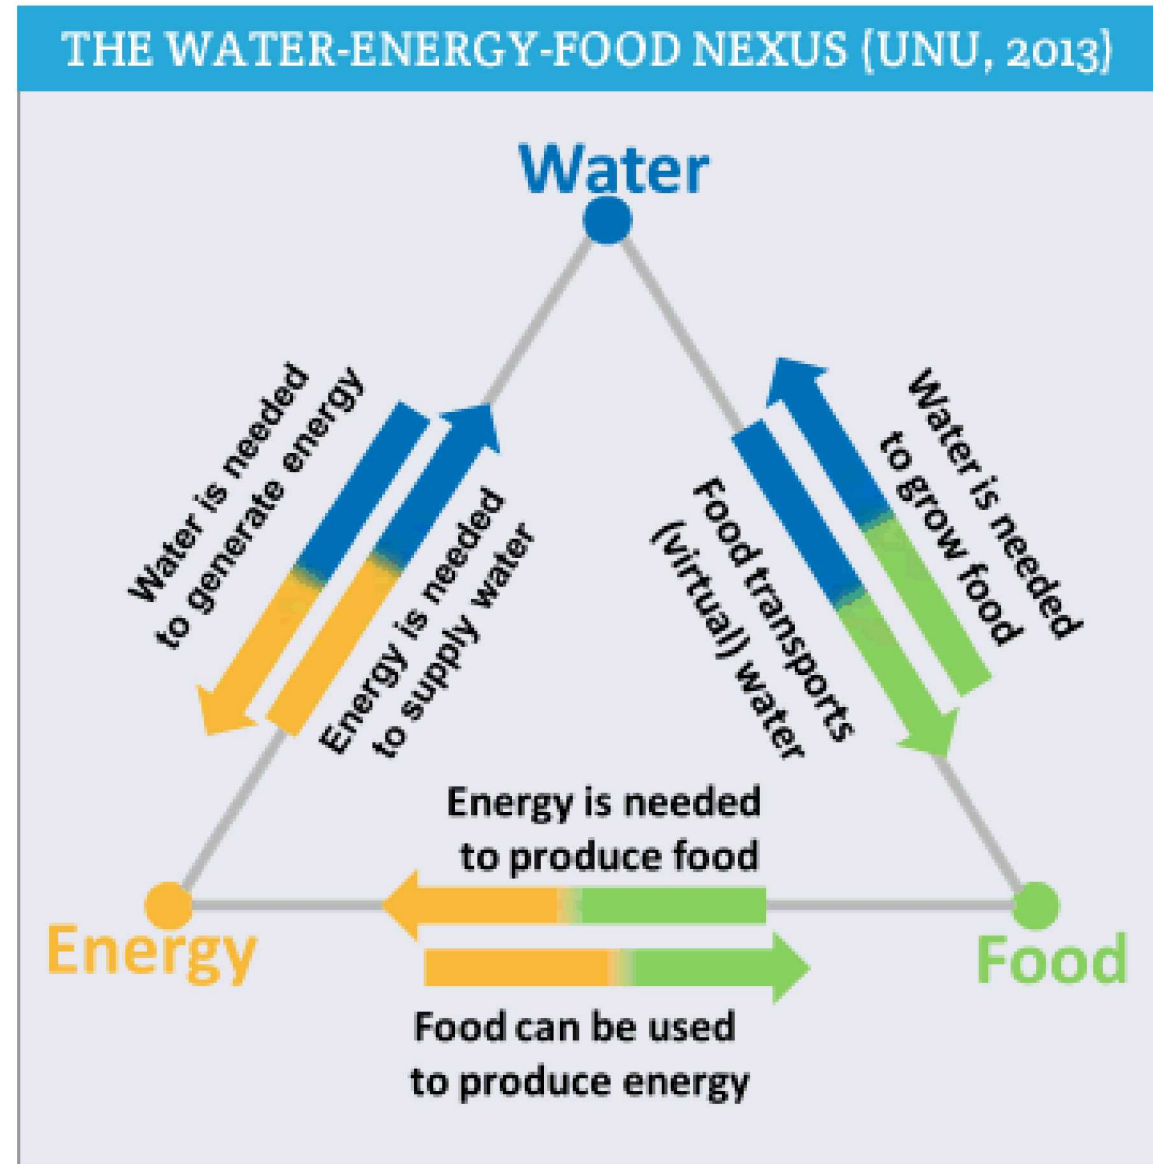 THE WATER-ENERGY-FOOD NEXUS (UNU, 2013)
Water
Water is needed
to generate energy
Energy is needed
to supply water
Water is needed
to grow food
Food transports
(virtual) water
Energy is needed
to produce food
Energy
Food
Food can be used
to produce energy